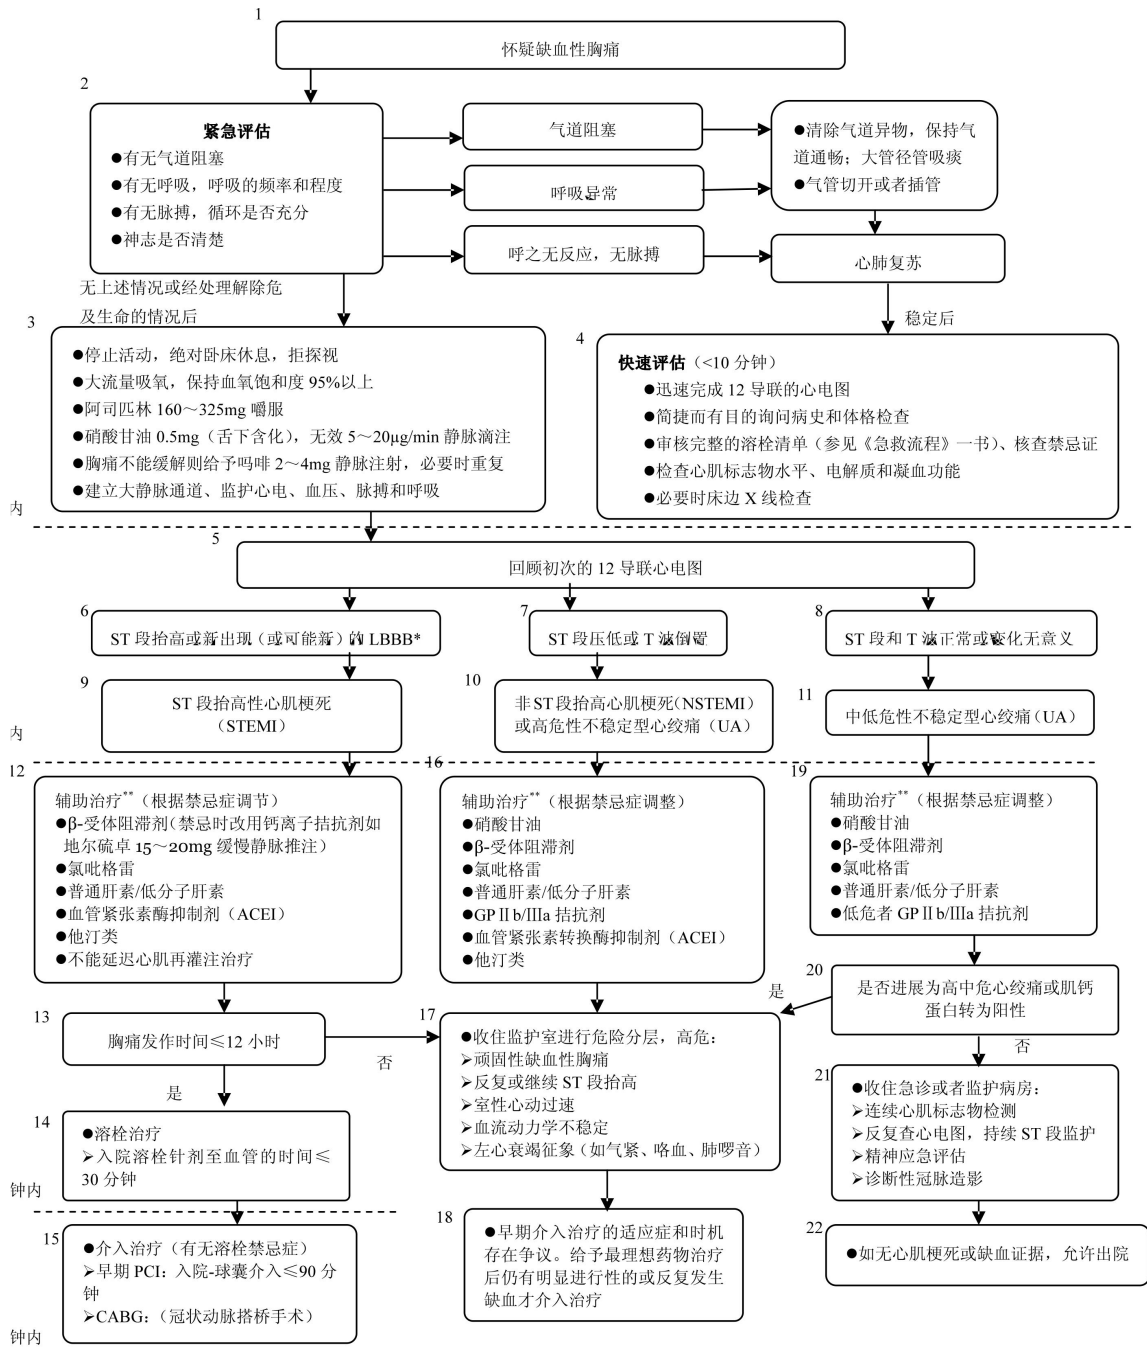 1
怀疑缺血性胸痛
2
紧急评估
●有无气道阻塞
●有无呼吸，呼吸的频率和程度
●有无脉搏，循环是否充分
●神志是否清楚
气道阻塞
呼吸异常
呼之无反应，无脉搏
●清除气道异物，保持气
道通畅；大管径管吸痰
●气管切开或者插管
心肺复苏
无上述情况或经处理解除危
及生命的情况后
稳定后
3
●停止活动，绝对卧床休息，拒探视
●大流量吸氧，保持血氧饱和度 95%以上
●阿司匹林 160～325mg 嚼服
●硝酸甘油 0.5mg（舌下含化），无效 5～20μg/min 静脉滴注
●胸痛不能缓解则给予吗啡 2～4mg 静脉注射，必要时重复
●建立大静脉通道、监护心电、血压、脉搏和呼吸
4
快速评估（<10 分钟）
●迅速完成 12 导联的心电图
●简捷而有目的询问病史和体格检查
●审核完整的溶栓清单（参见《急救流程》一书）、核查禁忌证
●检查心肌标志物水平、电解质和凝血功能
●必要时床边 X 线检查
内
5
回顾初次的 12 导联心电图
6
ST 段抬高或新出现（或可能新）的 LBBB*
7
ST 段压低或 T 波倒置
8
ST 段和 T 波正常或变化无意义
9
ST 段抬高性心肌梗死
（STEMI）
10
非ST段抬高心肌梗死(NSTEMI)
或高危性不稳定型心绞痛（UA）
11
中低危性不稳定型心绞痛（UA）
内
12
辅助治疗**（根据禁忌症调节）
●β-受体阻滞剂（禁忌时改用钙离子拮抗剂如
地尔硫卓 15～20mg 缓慢静脉推注）
●氯吡格雷
●普通肝素/低分子肝素
●血管紧张素酶抑制剂（ACEI）
●他汀类
●不能延迟心肌再灌注治疗
16
辅助治疗**（根据禁忌症调整）
●硝酸甘油
●β-受体阻滞剂
●氯吡格雷
●普通肝素/低分子肝素
●GPⅡb/Ⅲa 拮抗剂
●血管紧张素转换酶抑制剂（ACEI）
●他汀类
19
辅助治疗**（根据禁忌症调整）
●硝酸甘油
●β-受体阻滞剂
●氯吡格雷
●普通肝素/低分子肝素
●低危者 GPⅡb/Ⅲa 拮抗剂
20
是否进展为高中危心绞痛或肌钙
蛋白转为阳性
是
否
13
胸痛发作时间≤12 小时
否
是
17
●收住监护室进行危险分层，高危：
➢顽固性缺血性胸痛
➢反复或继续 ST 段抬高
➢室性心动过速
➢血流动力学不稳定
➢左心衰竭征象（如气紧、咯血、肺啰音）
21
●收住急诊或者监护病房：
➢连续心肌标志物检测
➢反复查心电图，持续 ST 段监护
➢精神应急评估
➢诊断性冠脉造影
14
●溶栓治疗
➢入院溶栓针剂至血管的时间≤
30 分钟
钟内
15
●介入治疗（有无溶栓禁忌症）
➢早期 PCI：入院-球囊介入≤90 分
钟
➢CABG：（冠状动脉搭桥手术）
钟内
18
●早期介入治疗的适应症和时机
存在争议。给予最理想药物治疗
后仍有明显进行性的或反复发生
缺血才介入治疗
22
●如无心肌梗死或缺血证据，允许出院